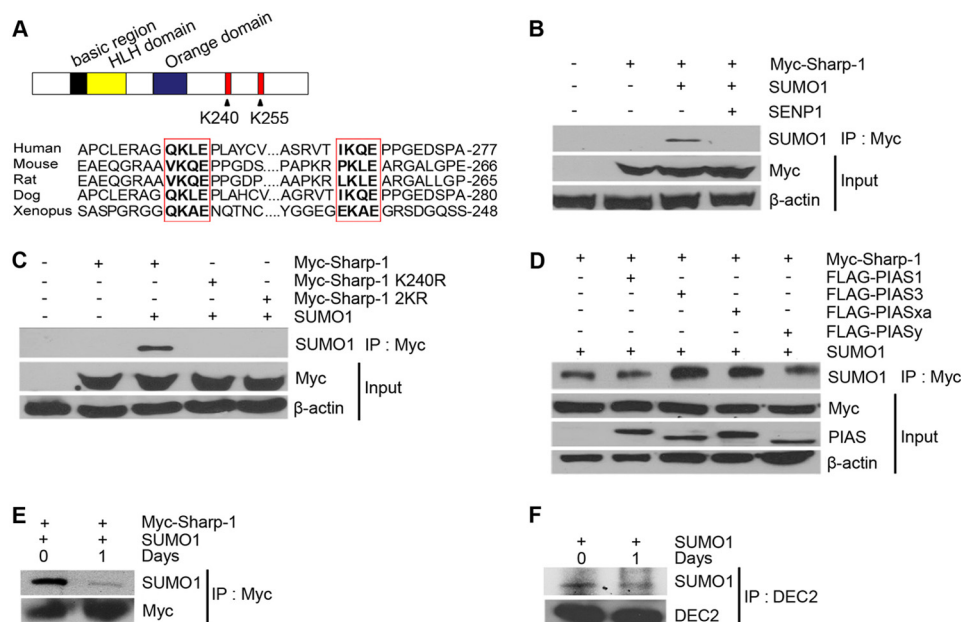 A
basic region
HLH domain
Orange domain
K240 K255
Human APCLERAG QKLE PLAYCV...ASRVT IKQE PPGEDSPA-277
Mouse EAEQGRAA VKQE PPPGDS...PAPKR PKLE ARGALGPE-266
Rat EAEQGRAA VKQE PPGDP...AAPKR LKLE ARGALLGP-265
Dog APCLERAG QKLE PLAHCV...AGRVT IKQE PPGEDSPA-280
Xenopus SASPGRGG QKAE NQTNC....YGGEG EKAE GRSDGQSS-248
B
- + + + Myc-Sharp-1
- - + + SUMO1
- - - + SENP1
SUMO1 IP : Myc
Myc
β-actin
Input
C
- + + - - Myc-Sharp-1
- - - + - Myc-Sharp-1 K240R
- - - - + Myc-Sharp-1 2KR
- - + + + SUMO1
SUMO1 IP : Myc
Myc
β-actin
Input
D
+ + + + + Myc-Sharp-1
- + - - - FLAG-PIAS1
- - + - - FLAG-PIAS3
- - - + - FLAG-PIASxa
- - - - + FLAG-PIASy
+ + + + + SUMO1
SUMO1 IP : Myc
Myc
PIAS
β-actin
Input
E
+ + Myc-Sharp-1
+ + SUMO1
0 1 Days
SUMO1
Myc
IP : Myc
F
+ + SUMO1
0 1 Days
SUMO1
DEC2
IP : DEC2